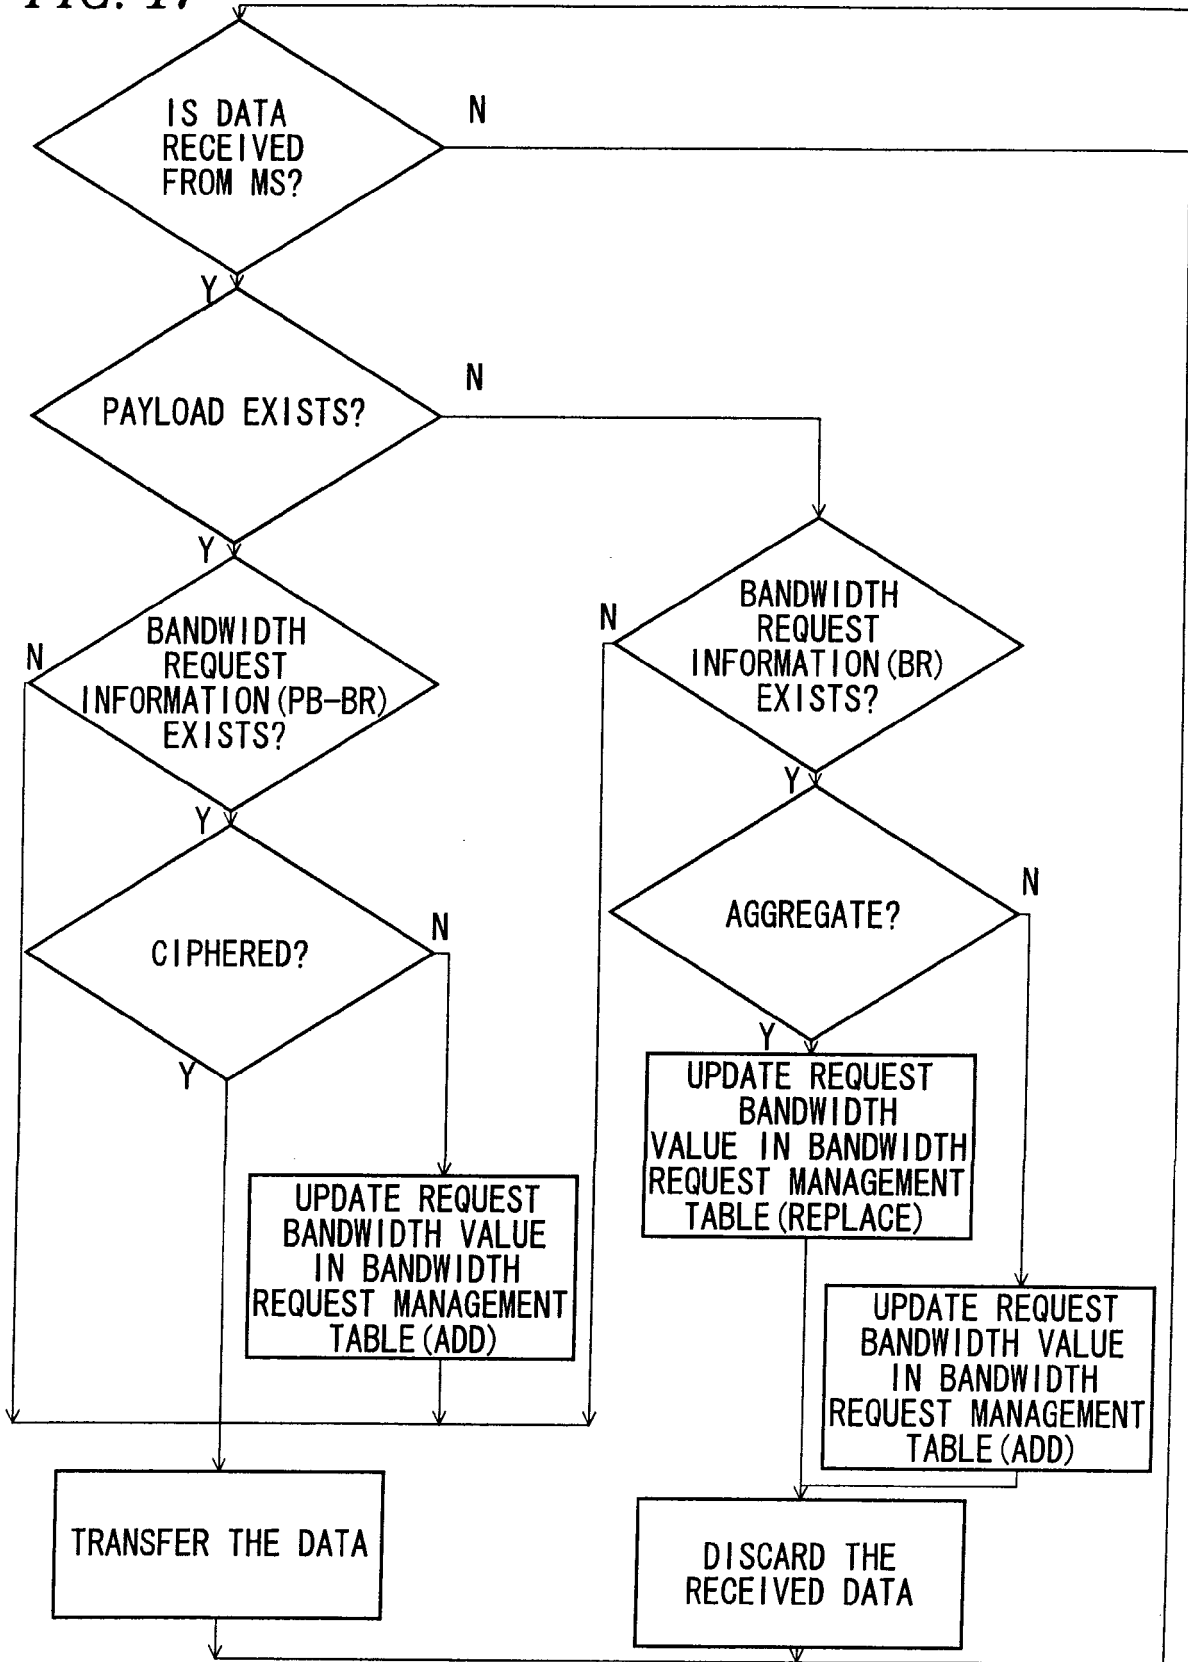 FIG. 17
IS DATA
RECEIVED
FROM MS?
N
Y
PAYLOAD EXISTS?
N
Y
BANDWIDTH
REQUEST
INFORMATION(PB-BR)
EXISTS?
N
Y
BANDWIDTH
REQUEST
INFORMATION(BR)
EXISTS?
N
Y
CIPHERED?
N
Y
AGGREGATE?
N
Y
UPDATE REQUEST
BANDWIDTH
VALUE IN BANDWIDTH
REQUEST MANAGEMENT
TABLE(REPLACE)
UPDATE REQUEST
BANDWIDTH VALUE
IN BANDWIDTH
REQUEST MANAGEMENT
TABLE(ADD)
UPDATE REQUEST
BANDWIDTH VALUE
IN BANDWIDTH
REQUEST MANAGEMENT
TABLE(ADD)
TRANSFER THE DATA
DISCARD THE
RECEIVED DATA